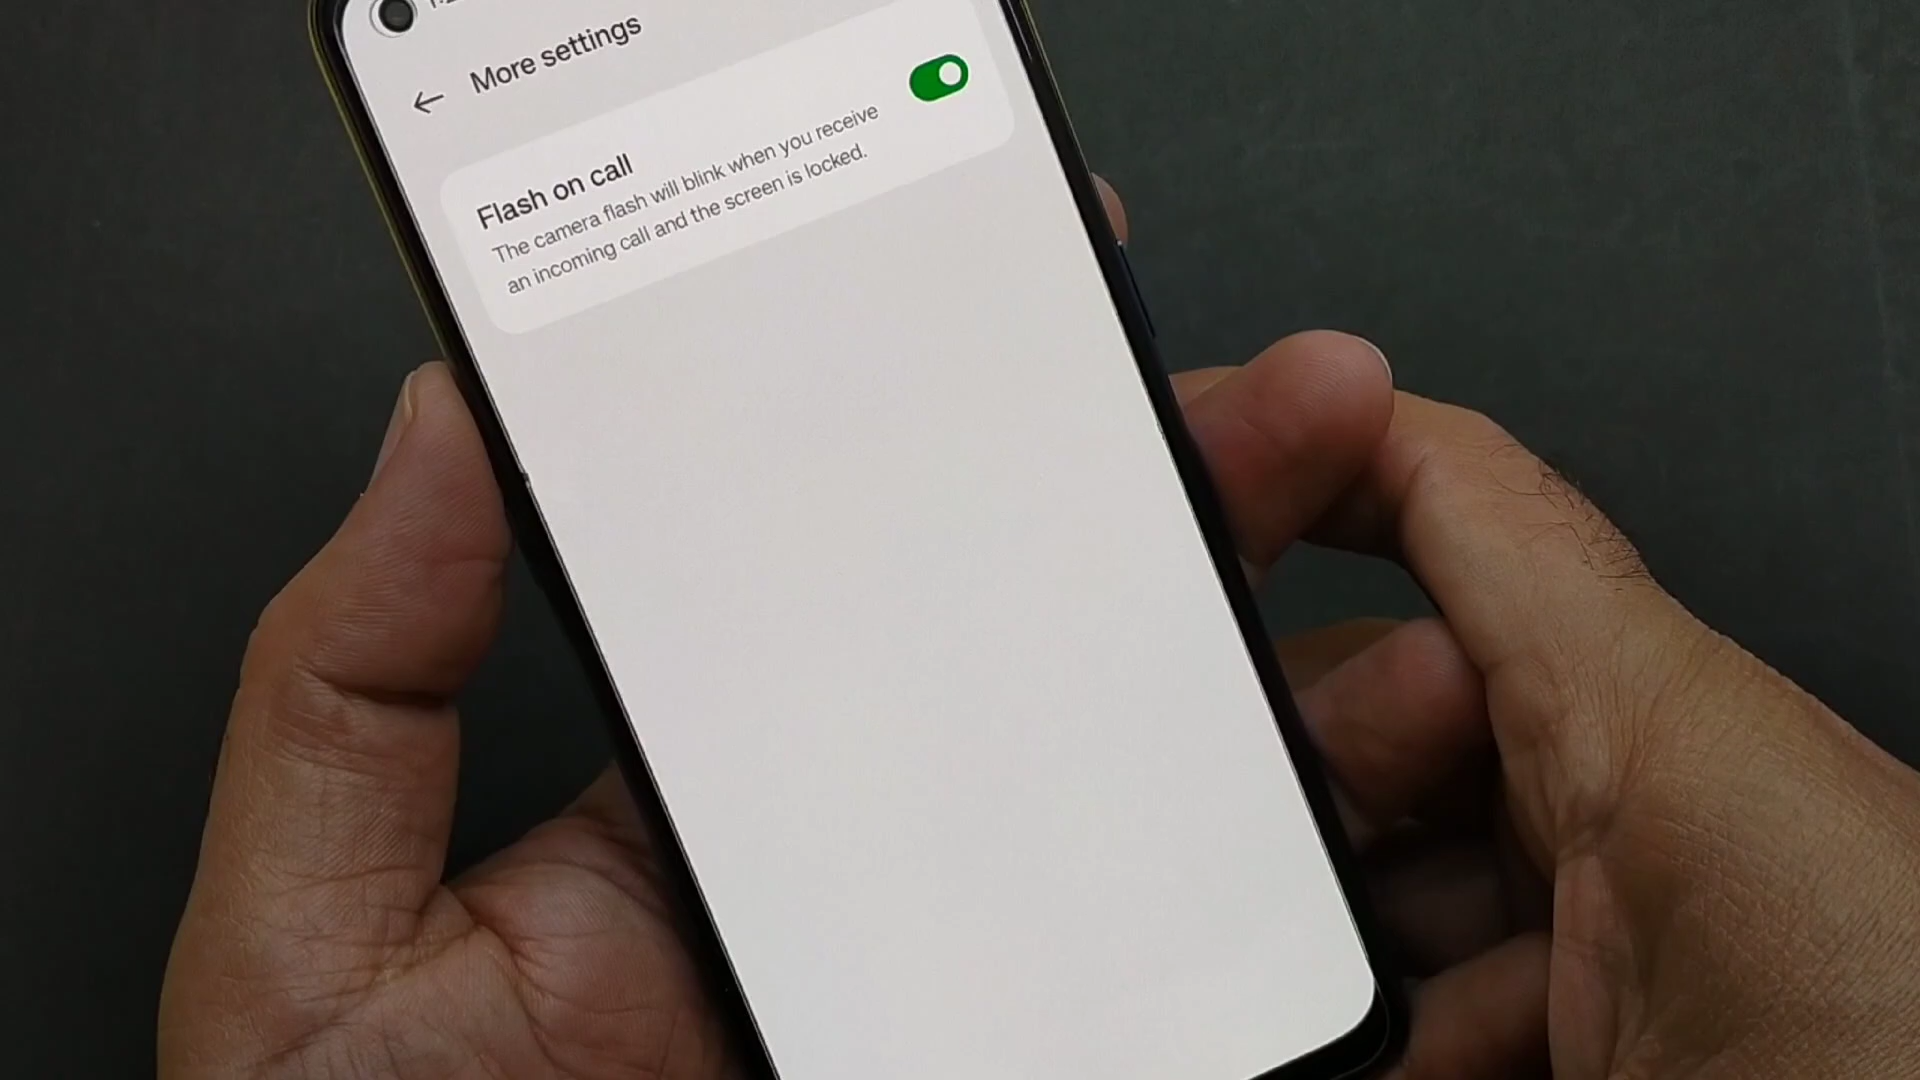 More settings
Flash on call
The camera flash will blink when you receive
an incoming call and the screen is locked.